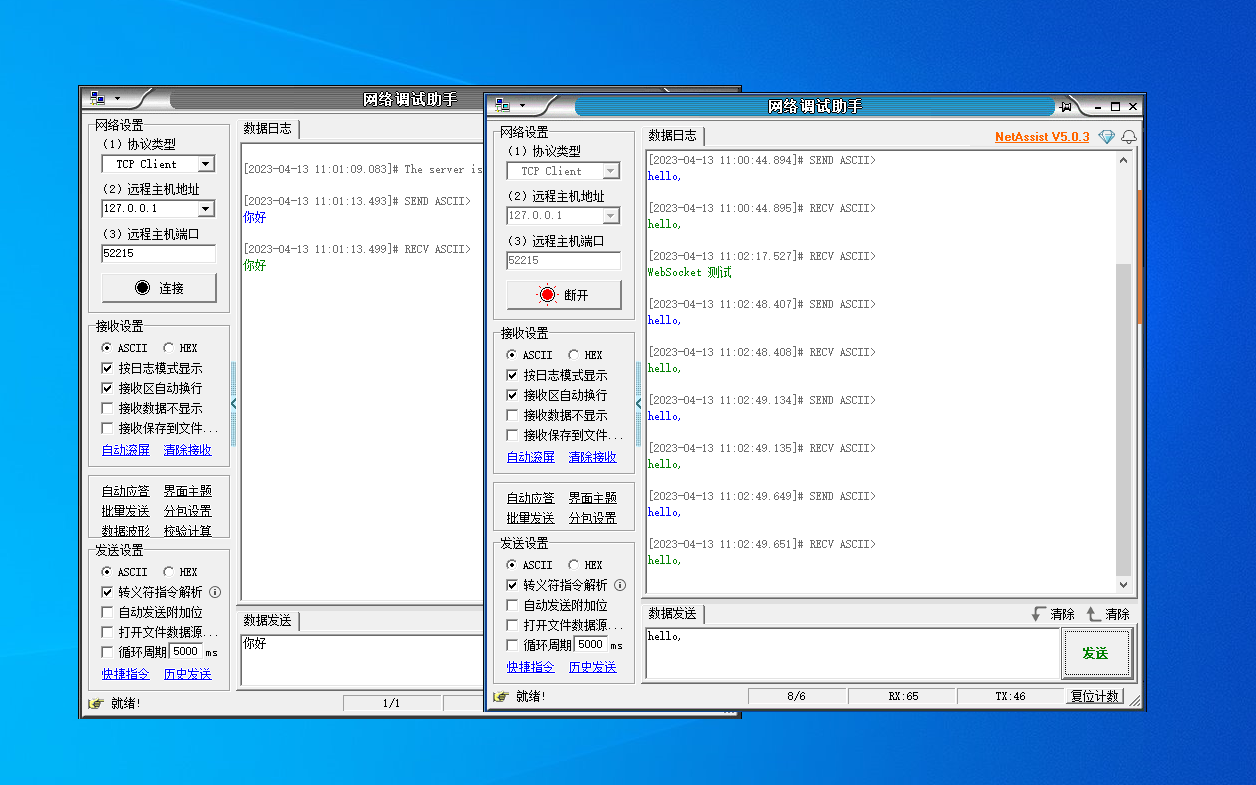 网络调试助手
网络设置
(1) 协议类型
TCP Client
(2) 远程主机地址
127.0.0.1
(3) 远程主机端口
52215
连接
接收设置
ASCII HEX
按日志模式显示
接收区自动换行
接收数据不显示
接收保存到文件...
自动滚屏 清除接收
自动应答 界面主题
批量发送 分包设置
数据波形 校验计算
发送设置
ASCII HEX
转义符指令解析
自动发送附加位
打开文件数据源...
循环周期 5000 ms
快捷指令 历史发送
就绪!
数据日志
[2023-04-13 11:01:09.083]# The server is
[2023-04-13 11:01:13.493]# SEND ASCII>
你好
[2023-04-13 11:01:13.499]# RECV ASCII>
你好
数据发送
你好
1/1
网络调试助手
网络设置
(1) 协议类型
TCP Client
(2) 远程主机地址
127.0.0.1
(3) 远程主机端口
52215
断开
接收设置
ASCII HEX
按日志模式显示
接收区自动换行
接收数据不显示
接收保存到文件...
自动滚屏 清除接收
自动应答 界面主题
批量发送 分包设置
发送设置
ASCII HEX
转义符指令解析
自动发送附加位
打开文件数据源...
循环周期 5000 ms
快捷指令 历史发送
就绪!
数据日志
NetAssist V5.0.3
[2023-04-13 11:00:44.894]# SEND ASCII>
hello,
[2023-04-13 11:00:44.895]# RECV ASCII>
hello,
[2023-04-13 11:02:17.527]# RECV ASCII>
WebSocket 测试
[2023-04-13 11:02:48.407]# SEND ASCII>
hello,
[2023-04-13 11:02:48.408]# RECV ASCII>
hello,
[2023-04-13 11:02:49.134]# SEND ASCII>
hello,
[2023-04-13 11:02:49.135]# RECV ASCII>
hello,
[2023-04-13 11:02:49.649]# SEND ASCII>
hello,
[2023-04-13 11:02:49.651]# RECV ASCII>
hello,
数据发送
清除 清除
hello,
发送
8/6
RX:65
TX:46
复位计数